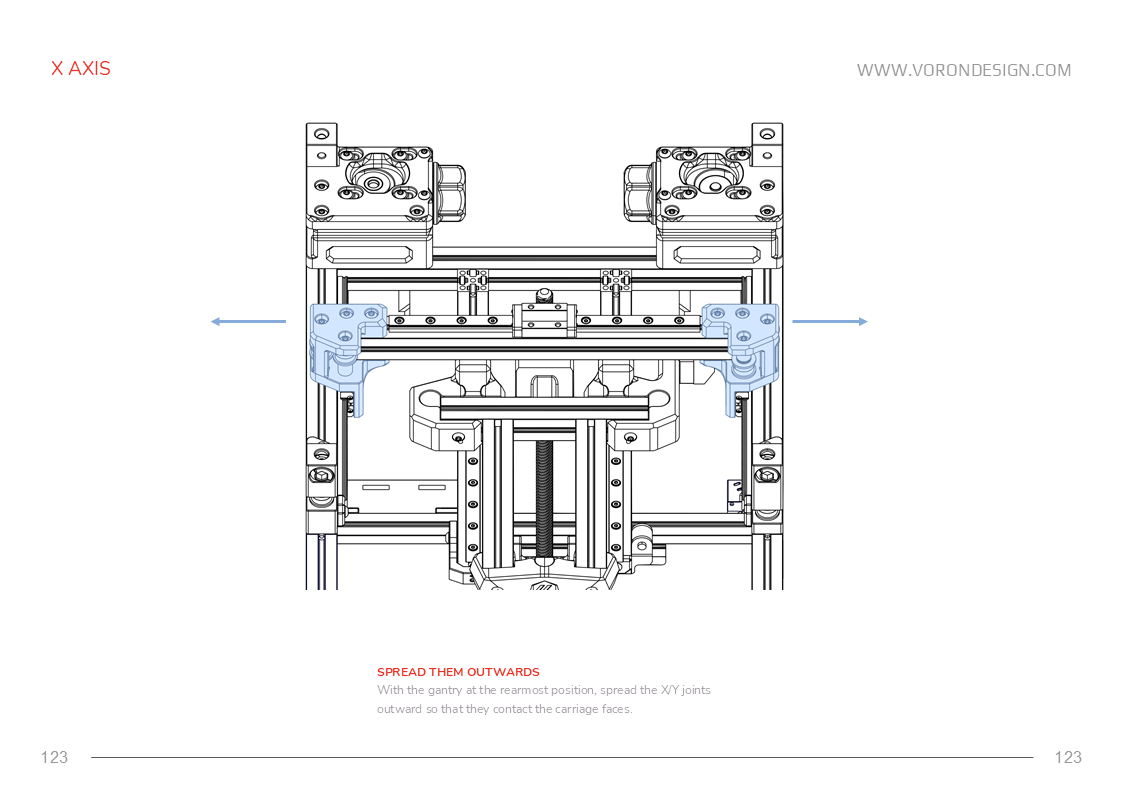 X AXIS
WWW.VORONDESIGN.COM
SPREAD THEM OUTWARDS
With the gantry at the rearmost position, spread the X/Y joints
outward so that they contact the carriage faces.
123
123